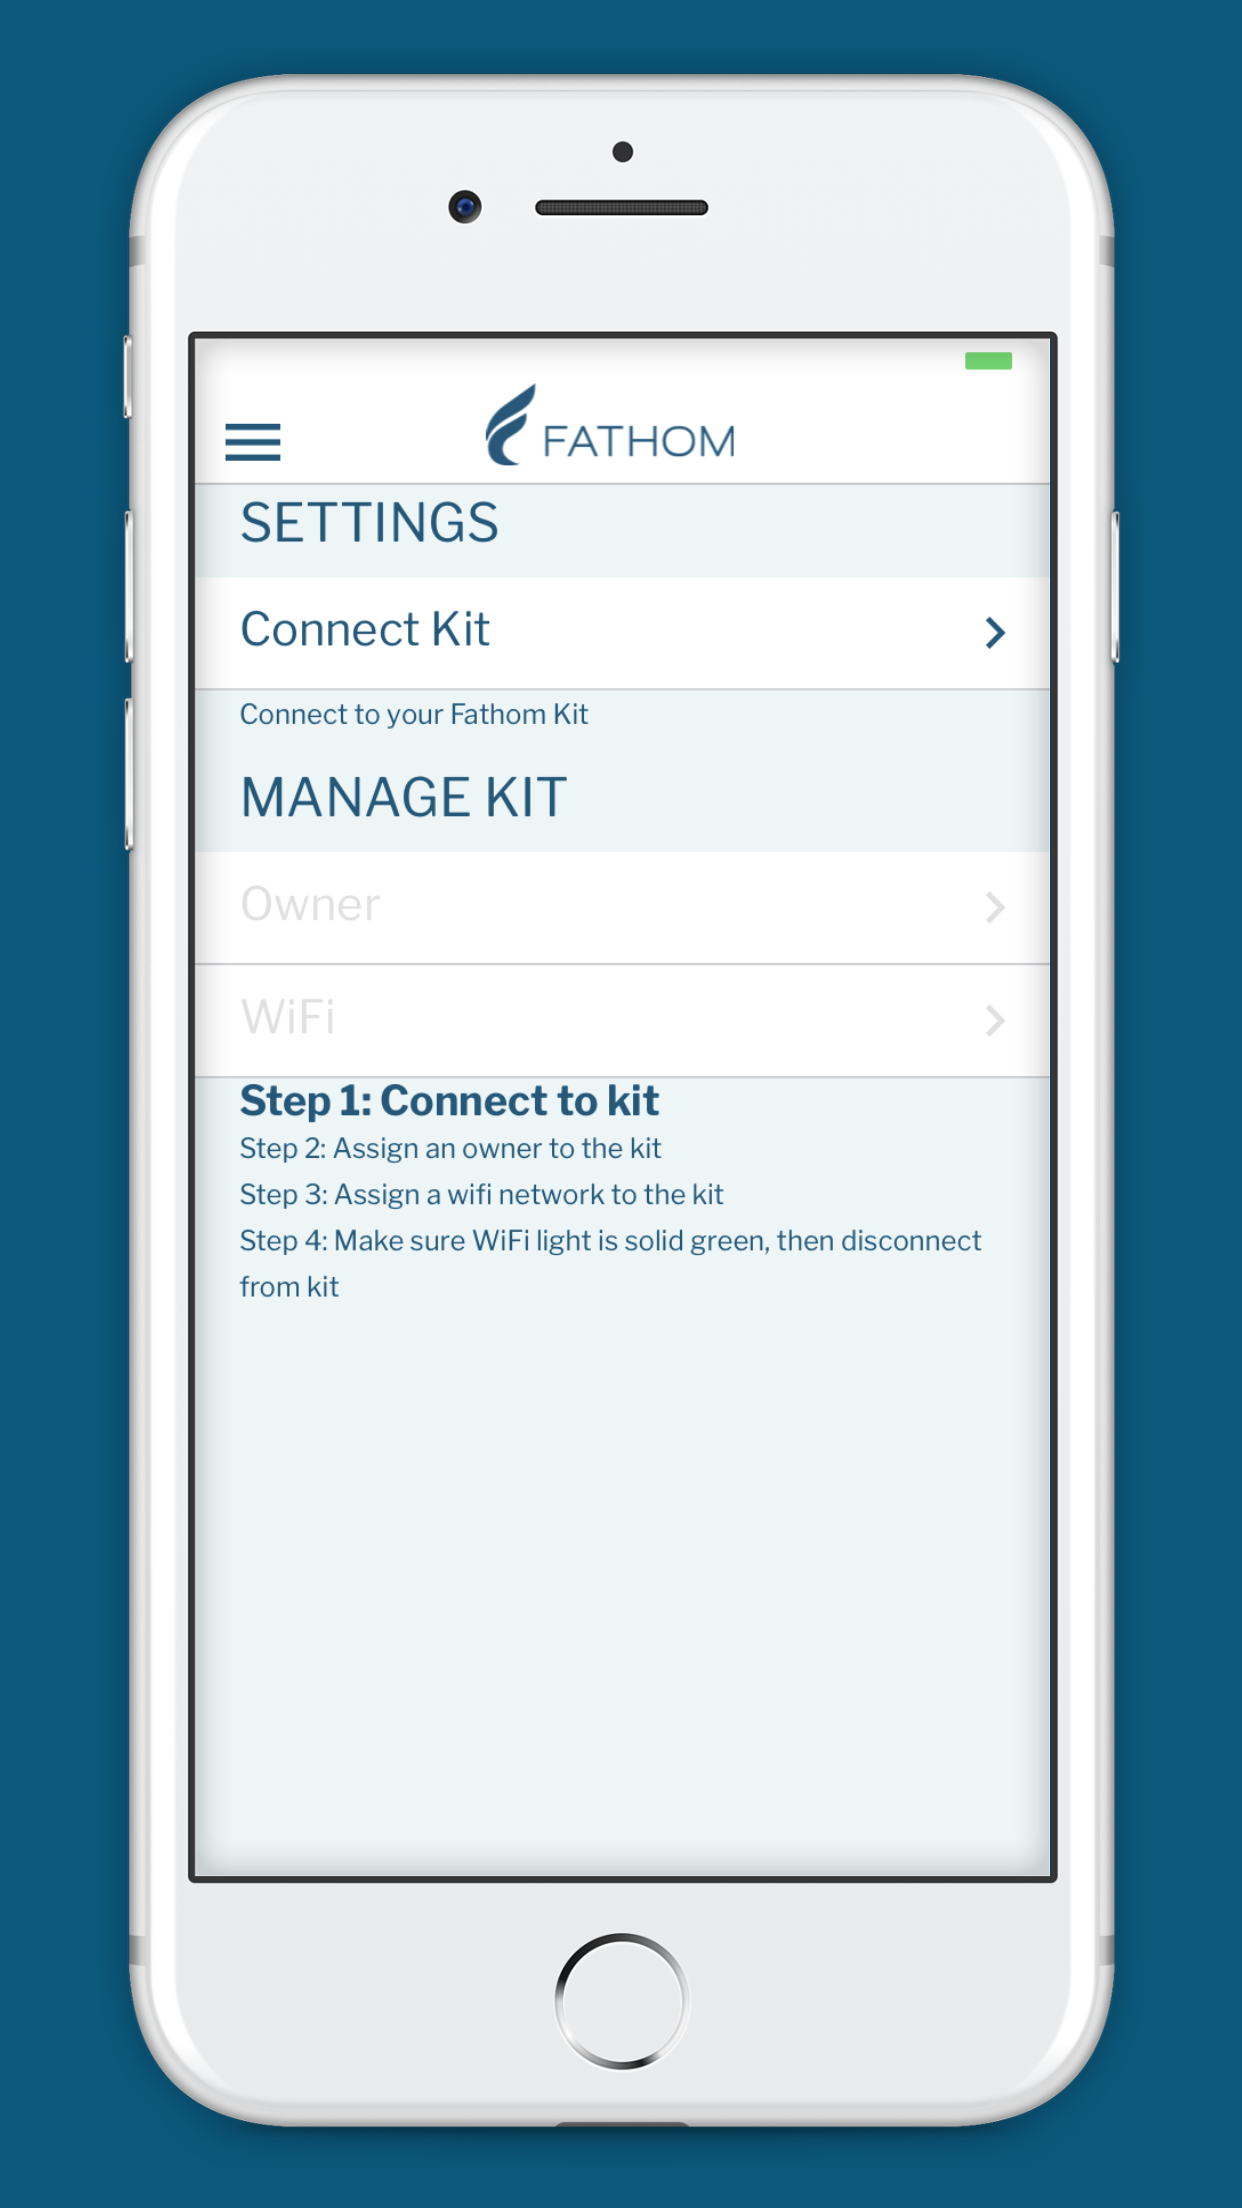 FATHOM
SETTINGS
Connect Kit
Connect to your Fathom Kit
MANAGE KIT
Owner
WiFi
Step 1: Connect to kit
Step 2: Assign an owner to the kit
Step 3: Assign a wifi network to the kit
Step 4: Make sure WiFi light is solid green, then disconnect
from kit